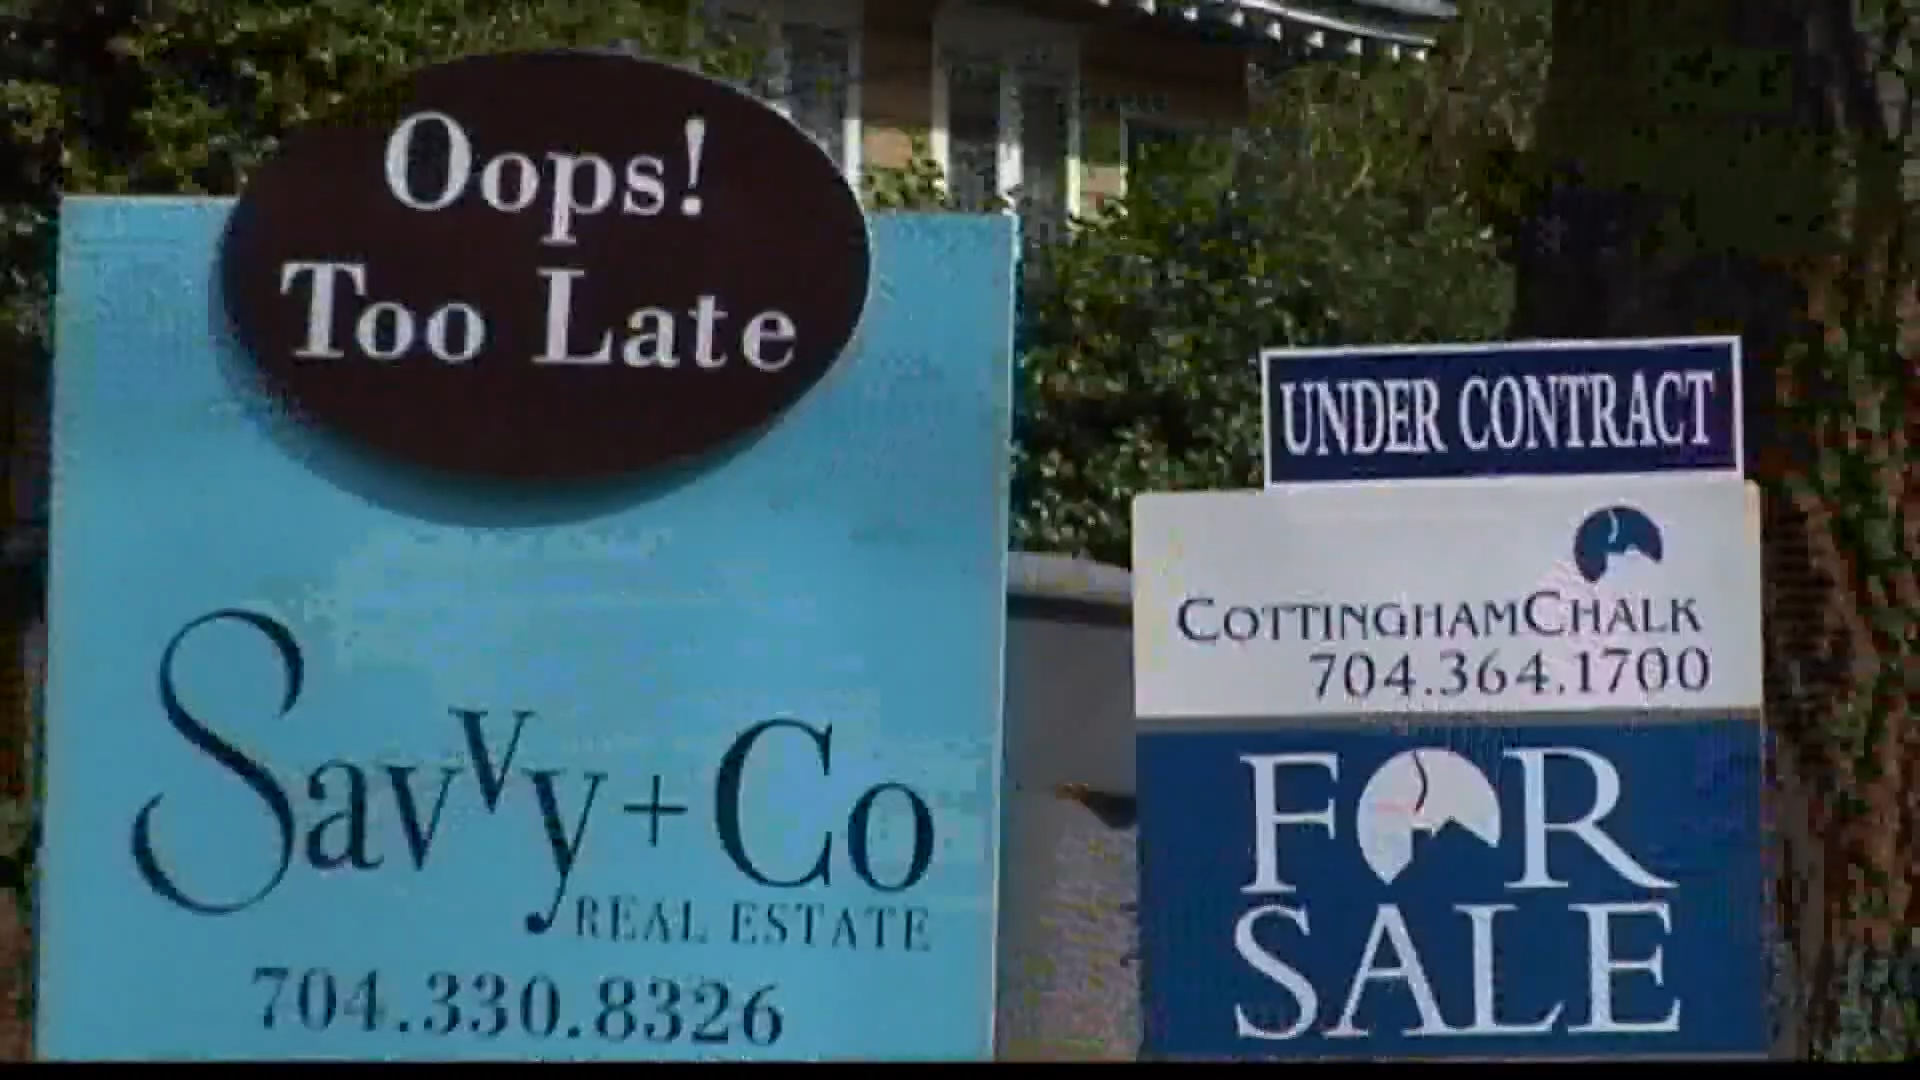 Oops!
Too Late
Savvy + Co
REAL ESTATE
704.330.8326
UNDER CONTRACT
COTTINGHAMCHALK
704.364.1700
FOR
SALE